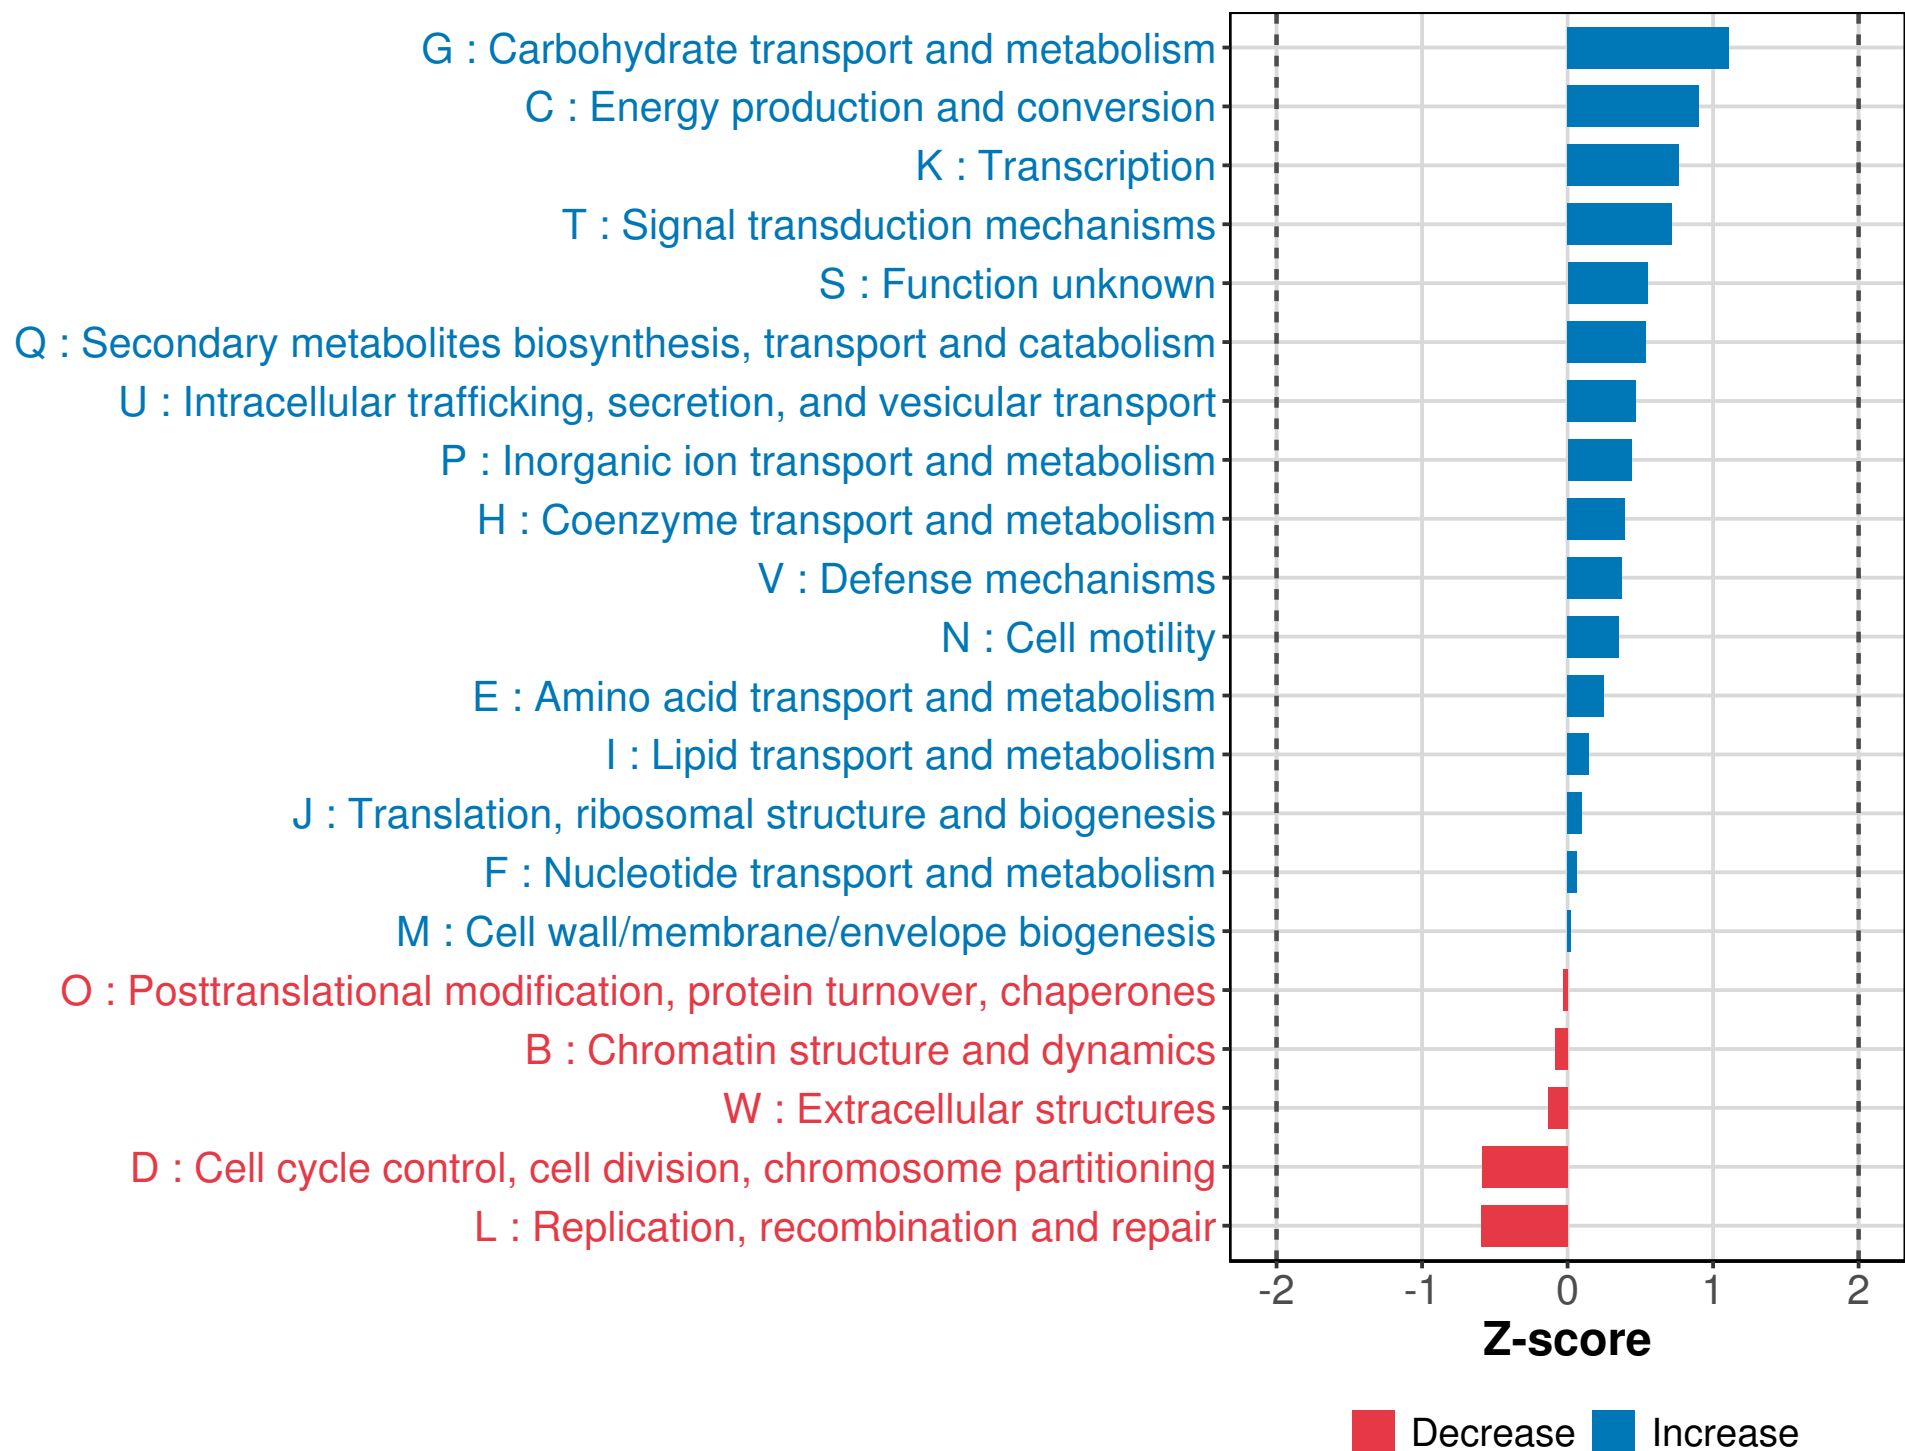 G : Carbohydrate transport and metabolism
C : Energy production and conversion
K : Transcription
T : Signal transduction mechanisms
S : Function unknown
Q : Secondary metabolites biosynthesis, transport and catabolism
U : Intracellular trafficking, secretion, and vesicular transport
P : Inorganic ion transport and metabolism
H : Coenzyme transport and metabolism
V : Defense mechanisms
N : Cell motility
E : Amino acid transport and metabolism
I : Lipid transport and metabolism
J : Translation, ribosomal structure and biogenesis
F : Nucleotide transport and metabolism
M : Cell wall/membrane/envelope biogenesis
O : Posttranslational modification, protein turnover, chaperones
B : Chromatin structure and dynamics
W : Extracellular structures
D : Cell cycle control, cell division, chromosome partitioning
L : Replication, recombination and repair
-2 -1 0 1 2
Z-score
Decrease Increase